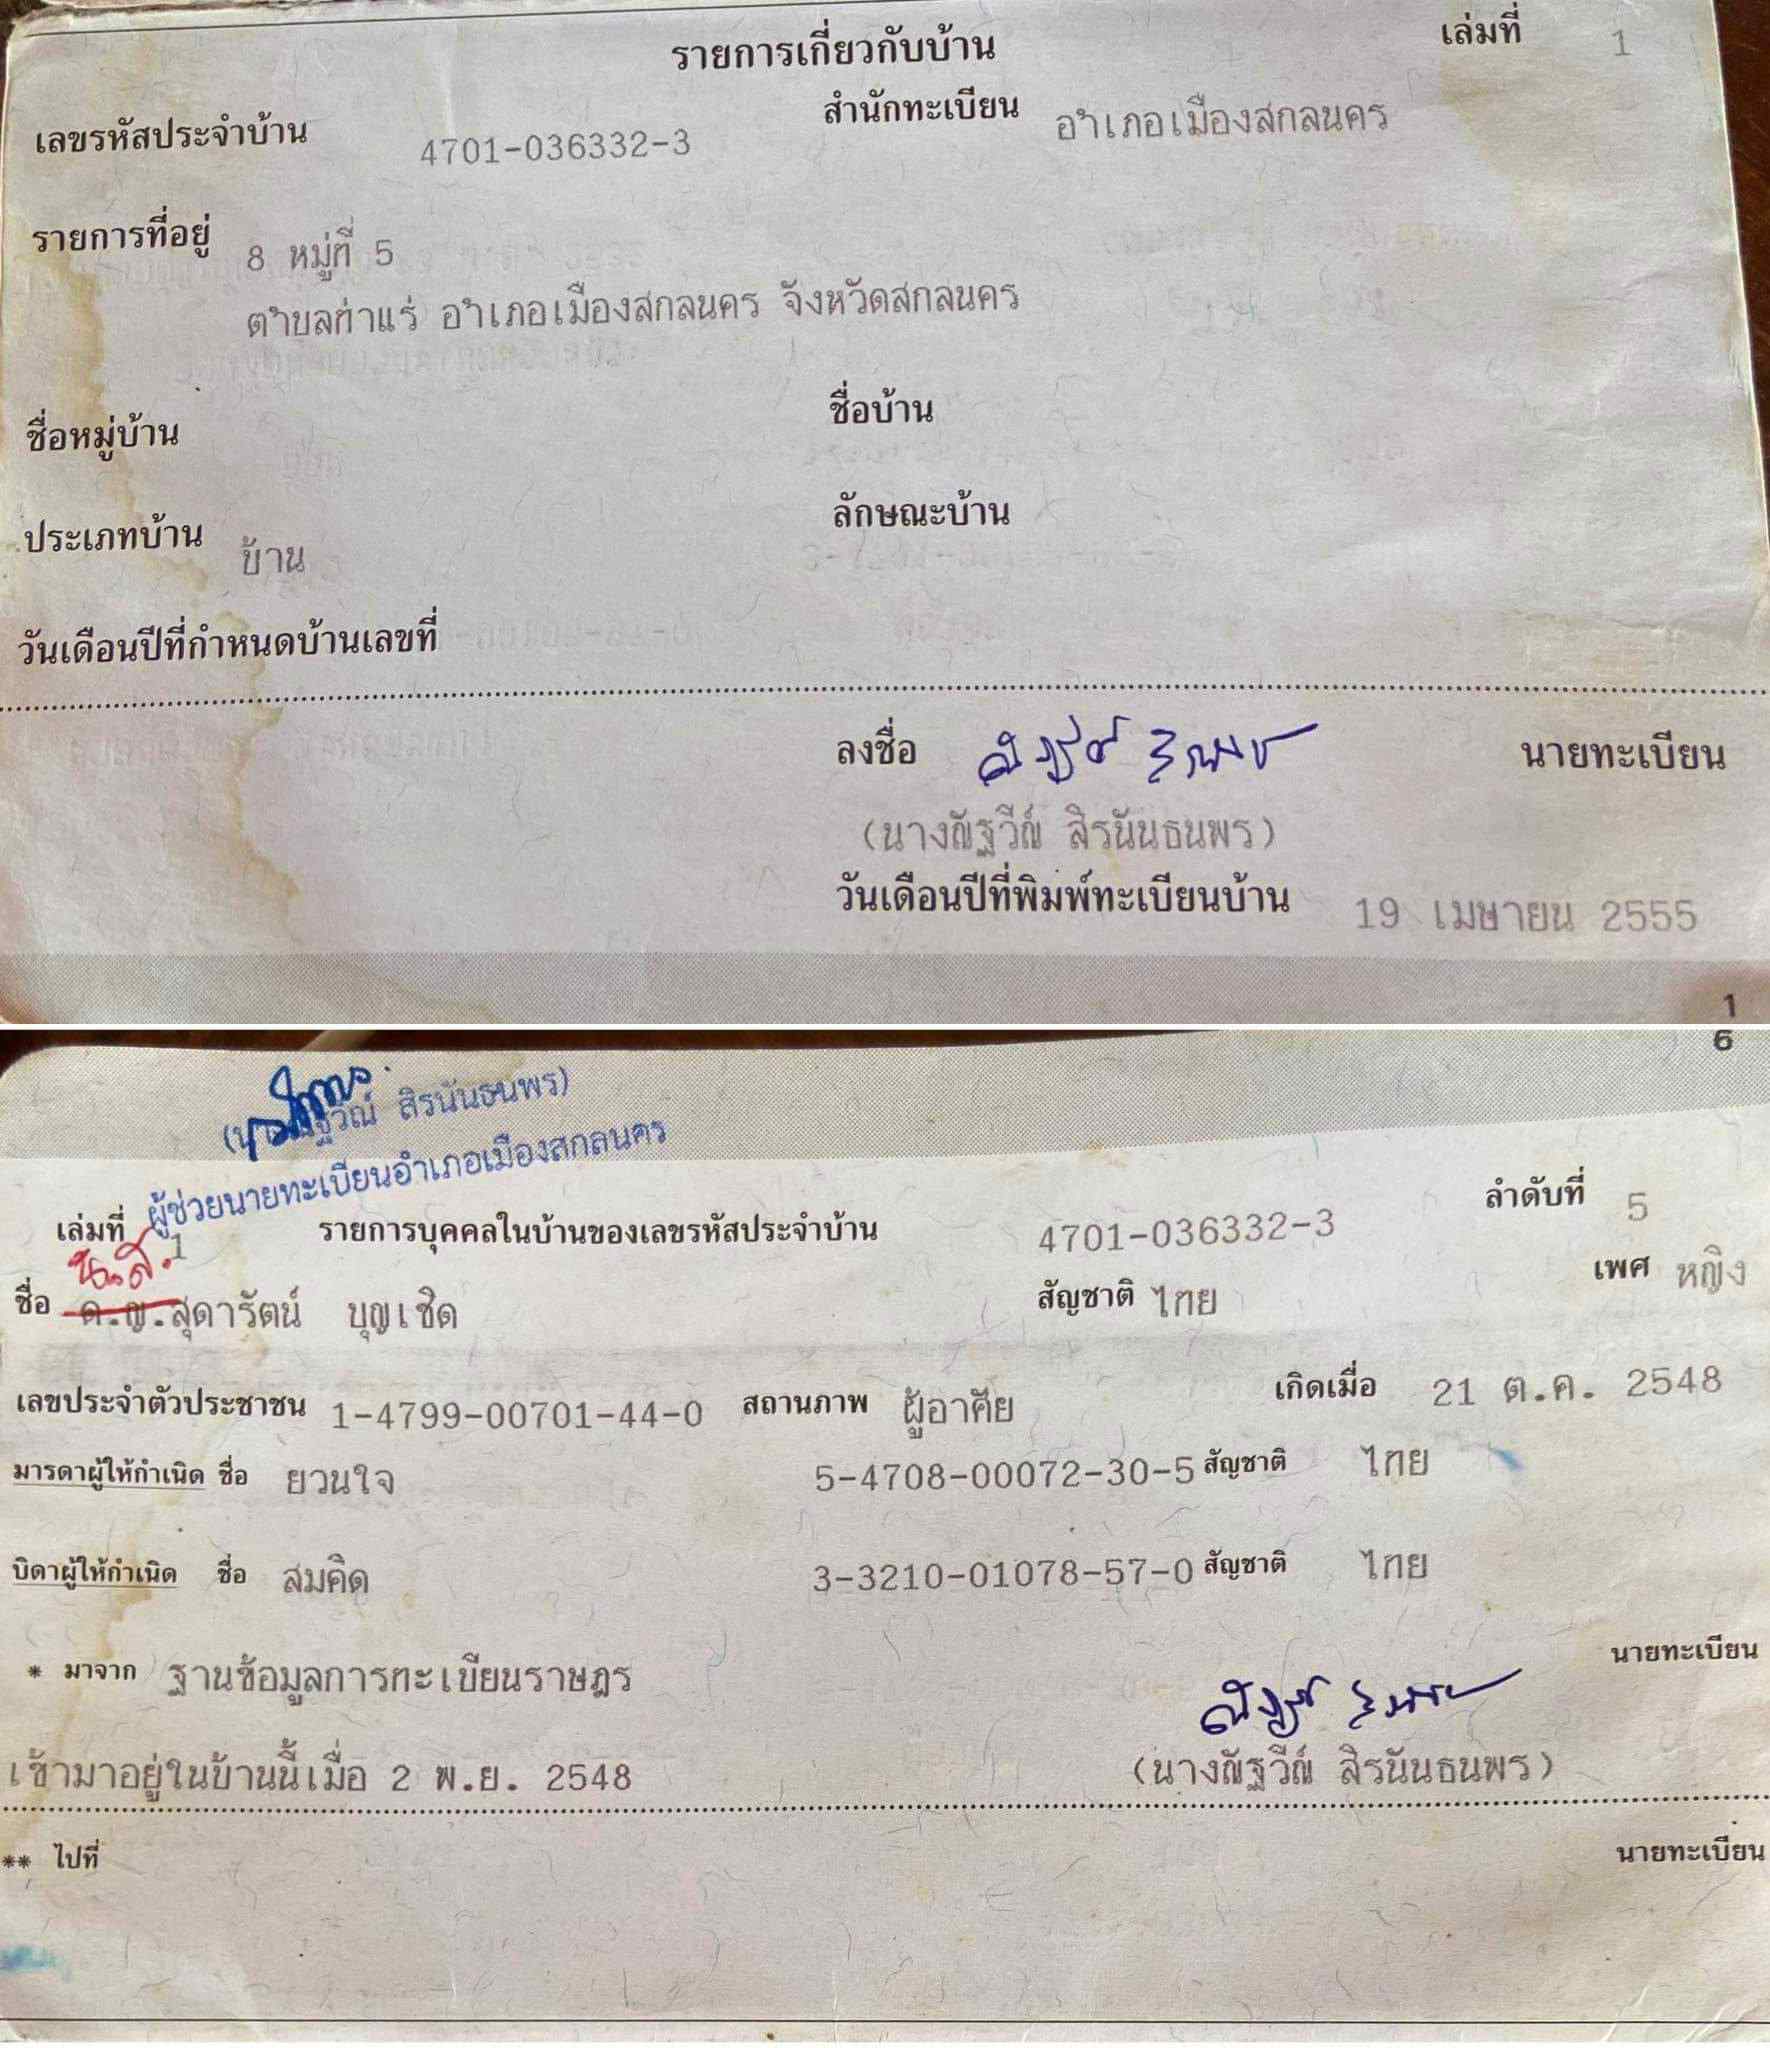 รายการเกี่ยวกับบ้าน เล่มที่ 1
เลขรหัสประจำบ้าน 4701-036332-3 สำนักทะเบียน อำเภอเมืองสกลนคร
รายการที่อยู่ 8 หมู่ที่ 5
ตำบลท่าแร่ อำเภอเมืองสกลนคร จังหวัดสกลนคร
ชื่อหมู่บ้าน ชื่อบ้าน
ประเภทบ้าน บ้าน ลักษณะบ้าน
วันเดือนปีที่กำหนดบ้านเลขที่
ลงชื่อ นายทะเบียน
(นางณัฐวีณ์ สิรนันธนพร)
วันเดือนปีที่พิมพ์ทะเบียนบ้าน 19 เมษายน 2555
1
6
(นางณัฐวีณ์ สิรนันธนพร)
ผู้ช่วยนายทะเบียนอำเภอเมืองสกลนคร
เล่มที่ 1 รายการบุคคลในบ้านของเลขรหัสประจำบ้าน 4701-036332-3 ลำดับที่ 5
น.ส.
ชื่อ ด.ญ.สุดารัตน์ บุญเชิด สัญชาติ ไทย เพศ หญิง
เลขประจำตัวประชาชน 1-4799-00701-44-0 สถานภาพ ผู้อาศัย เกิดเมื่อ 21 ต.ค. 2548
มารดาผู้ให้กำเนิด ชื่อ ยวนใจ 5-4708-00072-30-5 สัญชาติ ไทย
บิดาผู้ให้กำเนิด ชื่อ สมคิด 3-3210-01078-57-0 สัญชาติ ไทย
* มาจาก ฐานข้อมูลการทะเบียนราษฎร นายทะเบียน
เข้ามาอยู่ในบ้านนี้เมื่อ 2 พ.ย. 2548 (นางณัฐวีณ์ สิรนันธนพร)
** ไปที่ นายทะเบียน